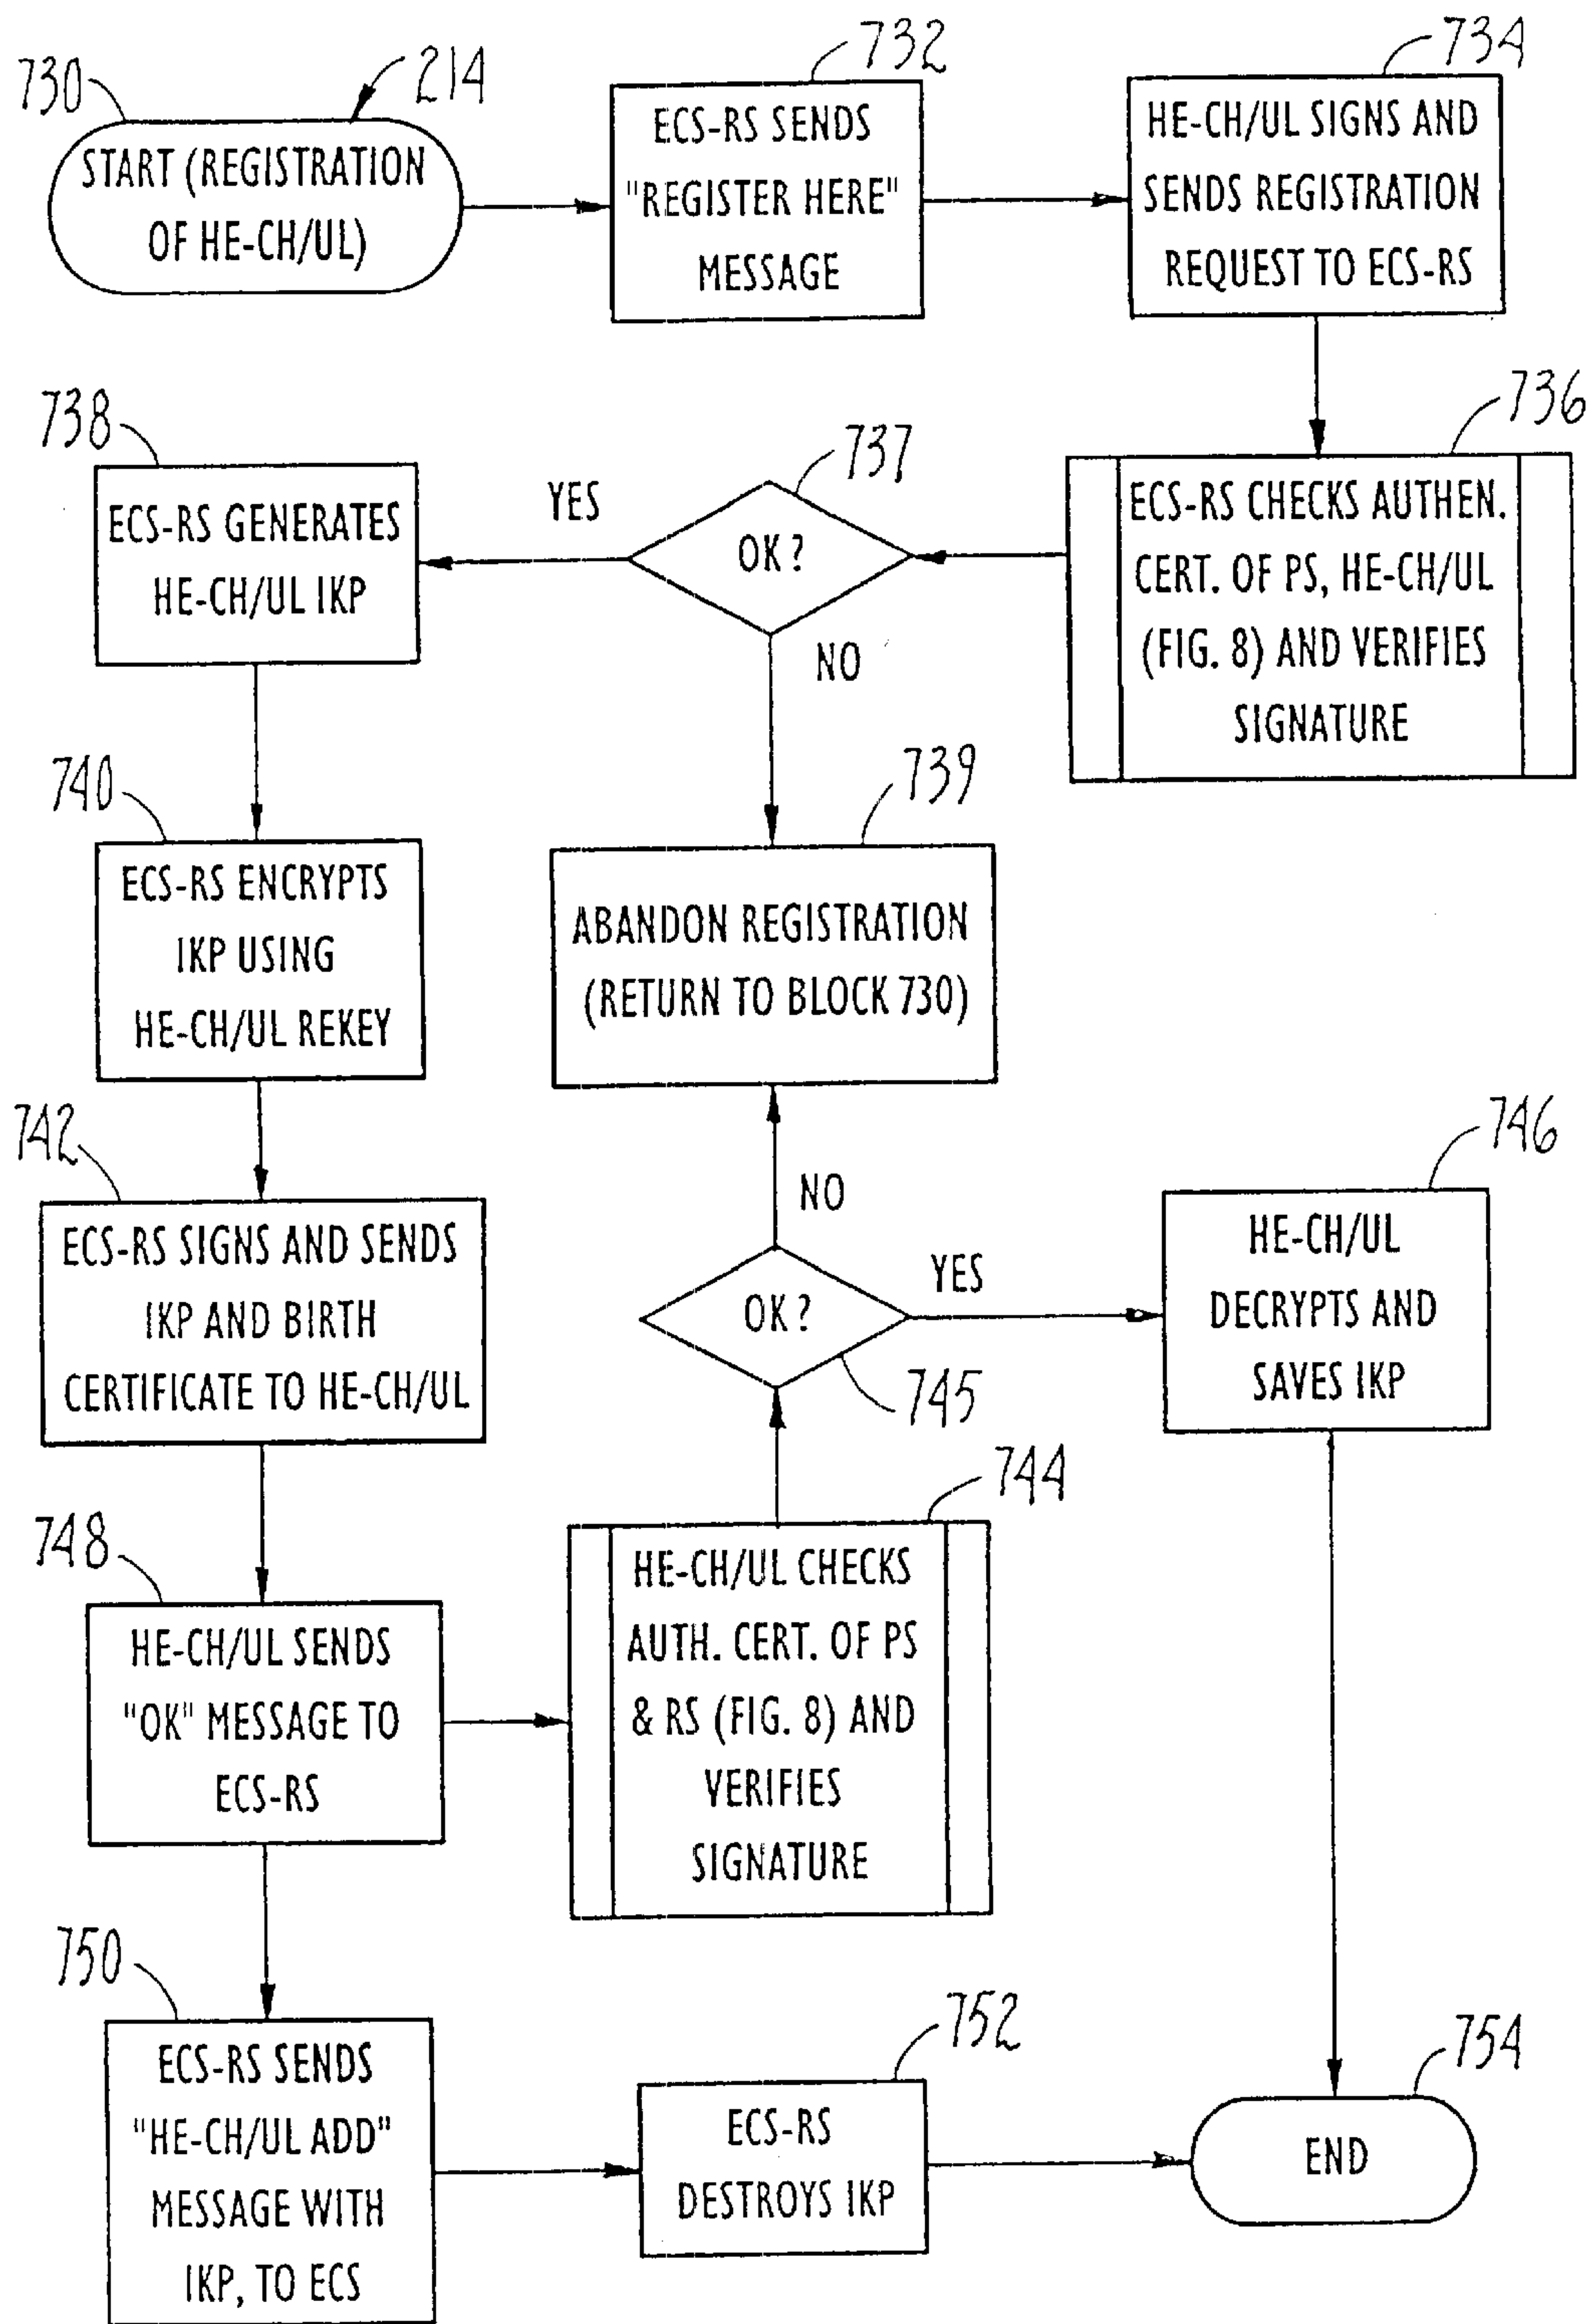 730
214
START (REGISTRATION
OF HE-CH/UL)
732
ECS-RS SENDS
"REGISTER HERE"
MESSAGE
734
HE-CH/UL SIGNS AND
SENDS REGISTRATION
REQUEST TO ECS-RS
736
ECS-RS CHECKS AUTHEN.
CERT. OF PS, HE-CH/UL
(FIG. 8) AND VERIFIES
SIGNATURE
737
OK?
YES
NO
738
ECS-RS GENERATES
HE-CH/UL IKP
739
ABANDON REGISTRATION
(RETURN TO BLOCK 730)
740
ECS-RS ENCRYPTS
IKP USING
HE-CH/UL REKEY
742
ECS-RS SIGNS AND SENDS
IKP AND BIRTH
CERTIFICATE TO HE-CH/UL
748
HE-CH/UL SENDS
"OK" MESSAGE TO
ECS-RS
744
HE-CH/UL CHECKS
AUTH. CERT. OF PS
& RS (FIG. 8) AND
VERIFIES
SIGNATURE
745
OK?
NO
YES
746
HE-CH/UL
DECRYPTS AND
SAVES IKP
750
ECS-RS SENDS
"HE-CH/UL ADD"
MESSAGE WITH
IKP, TO ECS
752
ECS-RS
DESTROYS IKP
754
END